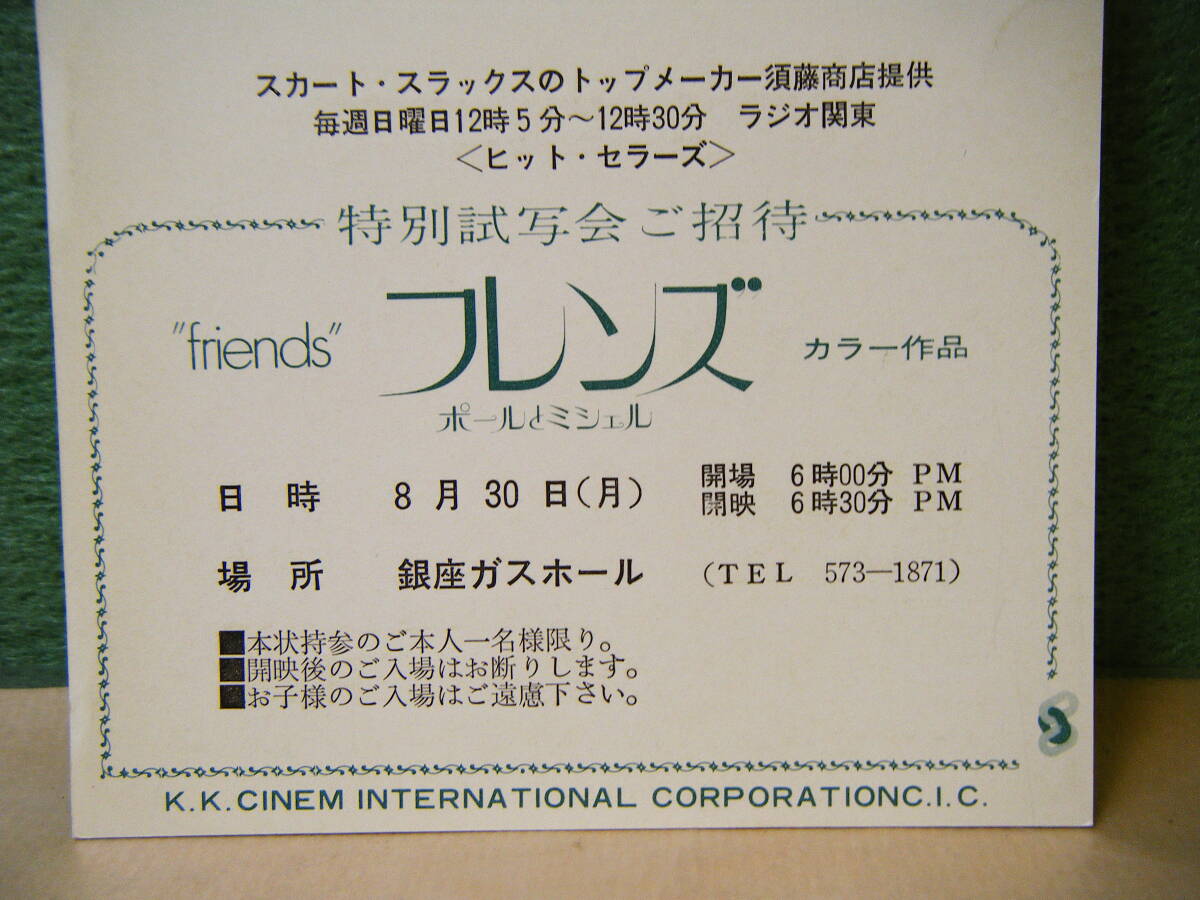 スカート・スラックスのトップメーカー須藤商店提供
毎週日曜日12時5分〜12時30分　ラジオ関東
＜ヒット・セラーズ＞
特別試写会ご招待
"friends" フレンズ カラー作品
ポールとミシェル
日時 8月30日(月) 開場 6時00分 PM
開映 6時30分 PM
場所 銀座ガスホール (TEL 573—1871)
■本状持参のご本人一名様限り。
■開映後のご入場はお断りします。
■お子様のご入場はご遠慮下さい。
K.K.CINEM INTERNATIONAL CORPORATIONC.I.C.